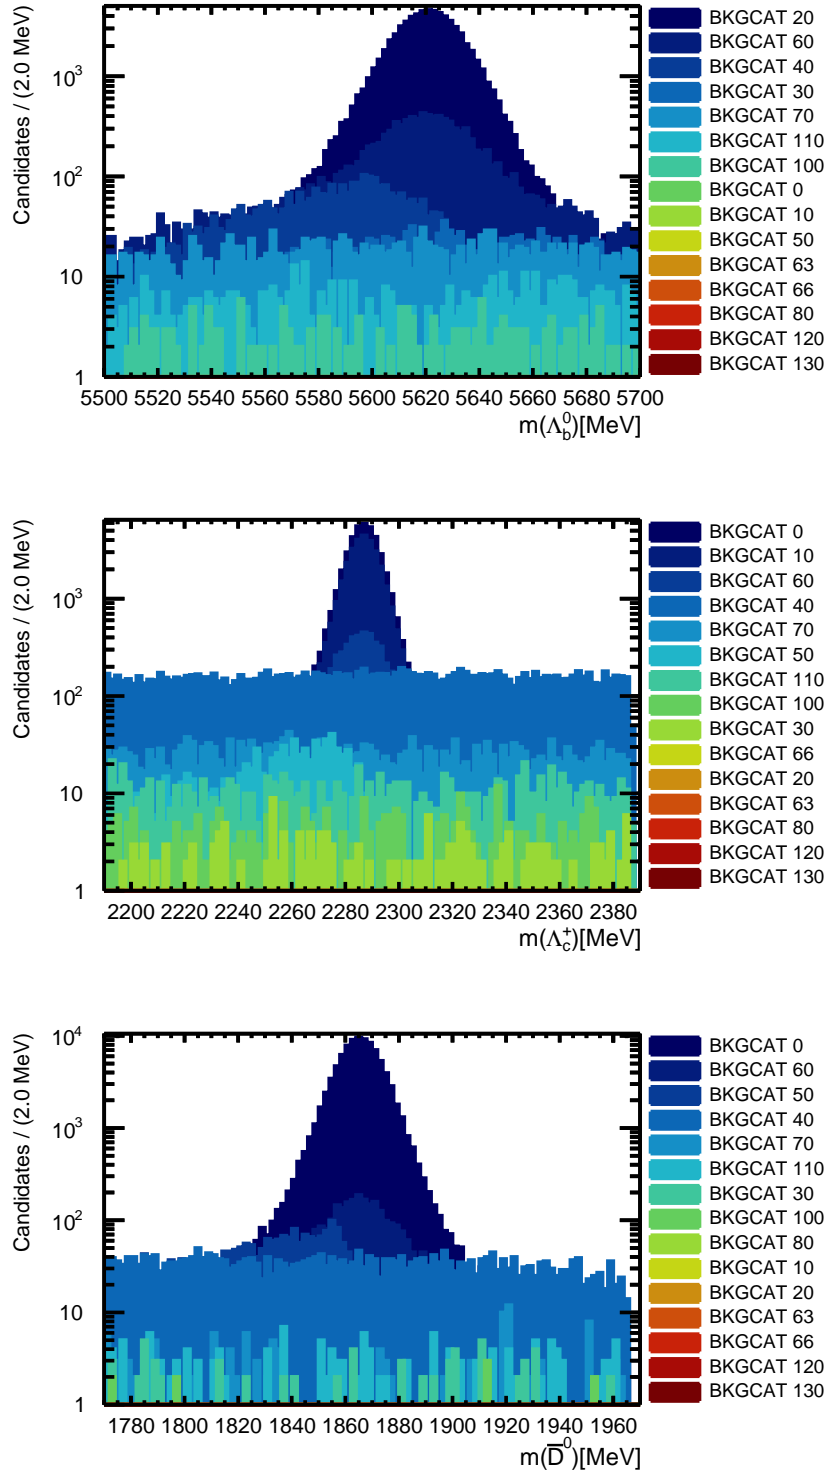 Candidates / (2.0 MeV)
10³
10²
10
1
5500 5520 5540 5560 5580 5600 5620 5640 5660 5680 5700
m(Λ_b^0)[MeV]
BKGCAT 20
BKGCAT 60
BKGCAT 40
BKGCAT 30
BKGCAT 70
BKGCAT 110
BKGCAT 100
BKGCAT 0
BKGCAT 10
BKGCAT 50
BKGCAT 63
BKGCAT 66
BKGCAT 80
BKGCAT 120
BKGCAT 130
Candidates / (2.0 MeV)
10³
10²
10
1
2200 2220 2240 2260 2280 2300 2320 2340 2360 2380
m(Λ_c^+)[MeV]
BKGCAT 0
BKGCAT 10
BKGCAT 60
BKGCAT 40
BKGCAT 70
BKGCAT 50
BKGCAT 110
BKGCAT 100
BKGCAT 30
BKGCAT 66
BKGCAT 20
BKGCAT 63
BKGCAT 80
BKGCAT 120
BKGCAT 130
Candidates / (2.0 MeV)
10⁴
10³
10²
10
1
1780 1800 1820 1840 1860 1880 1900 1920 1940 1960
m(D̅^0)[MeV]
BKGCAT 0
BKGCAT 60
BKGCAT 50
BKGCAT 40
BKGCAT 70
BKGCAT 110
BKGCAT 30
BKGCAT 100
BKGCAT 80
BKGCAT 10
BKGCAT 20
BKGCAT 63
BKGCAT 66
BKGCAT 120
BKGCAT 130